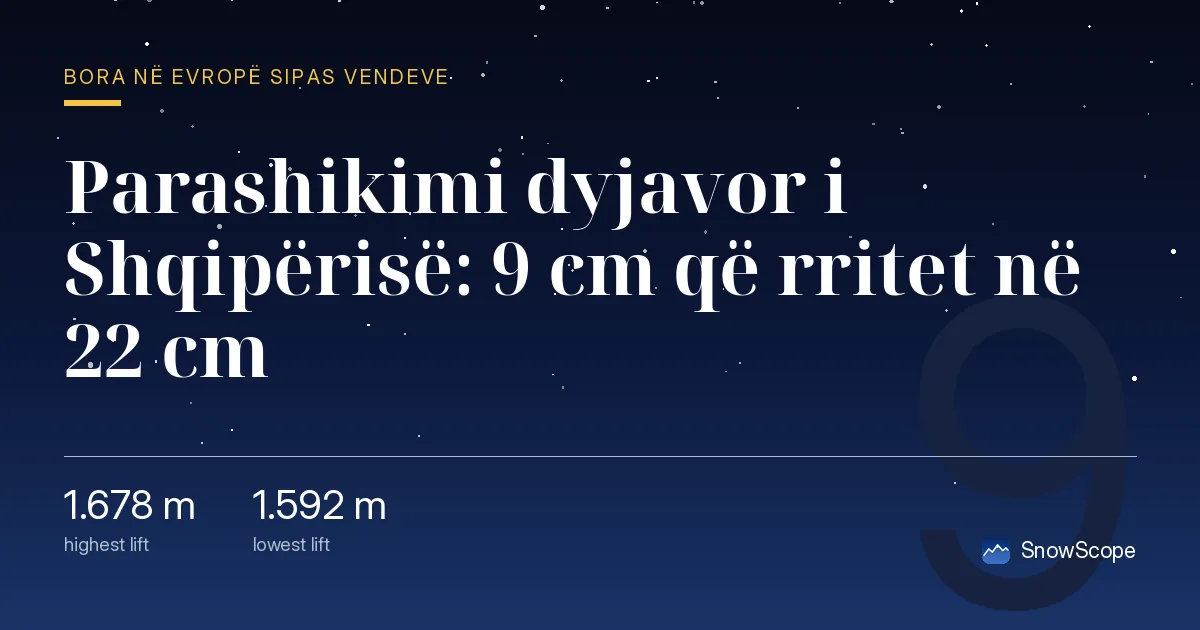 BORA NË EVROPË SIPAS VENDEVE
Parashikimi dyjavor i
Shqipërisë: 9 cm që rritet në
22 cm
9
1.678 m
highest lift
1.592 m
lowest lift
SnowScope